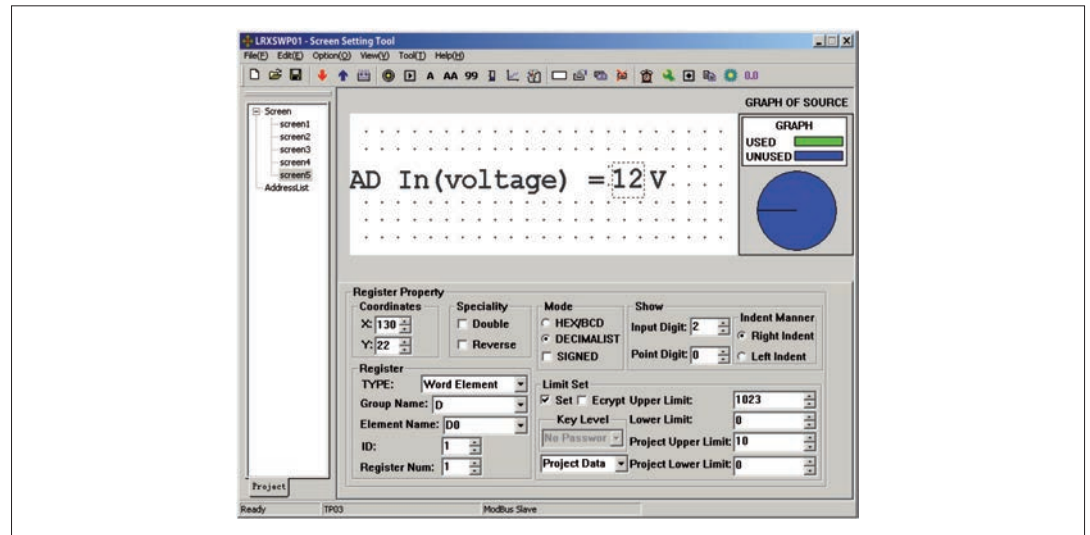 LRXSWP01 - Screen Setting Tool
File(F) Edit(E) Option(O) View(V) Tool(T) Help(H)
A AA 99 0.0
Screen
screen1
screen2
screen3
screen4
screen5
AddressList
Project
AD In(voltage) = 12 V
GRAPH OF SOURCE
GRAPH
USED
UNUSED
Register Property
Coordinates
X: 130
Y: 22
Speciality
Double
Reverse
Mode
HEX/BCD
DECIMALIST
SIGNED
Show
Input Digit: 2
Point Digit: 0
Indent Manner
Right Indent
Left Indent
Register
TYPE: Word Element
Group Name: D
Element Name: D0
ID: 1
Register Num: 1
Limit Set
Set Ecrypt Upper Limit: 1023
Key Level Lower Limit: 0
No Passwor Project Upper Limit: 10
Project Data Project Lower Limit: 0
Ready TP03 ModBus Slave